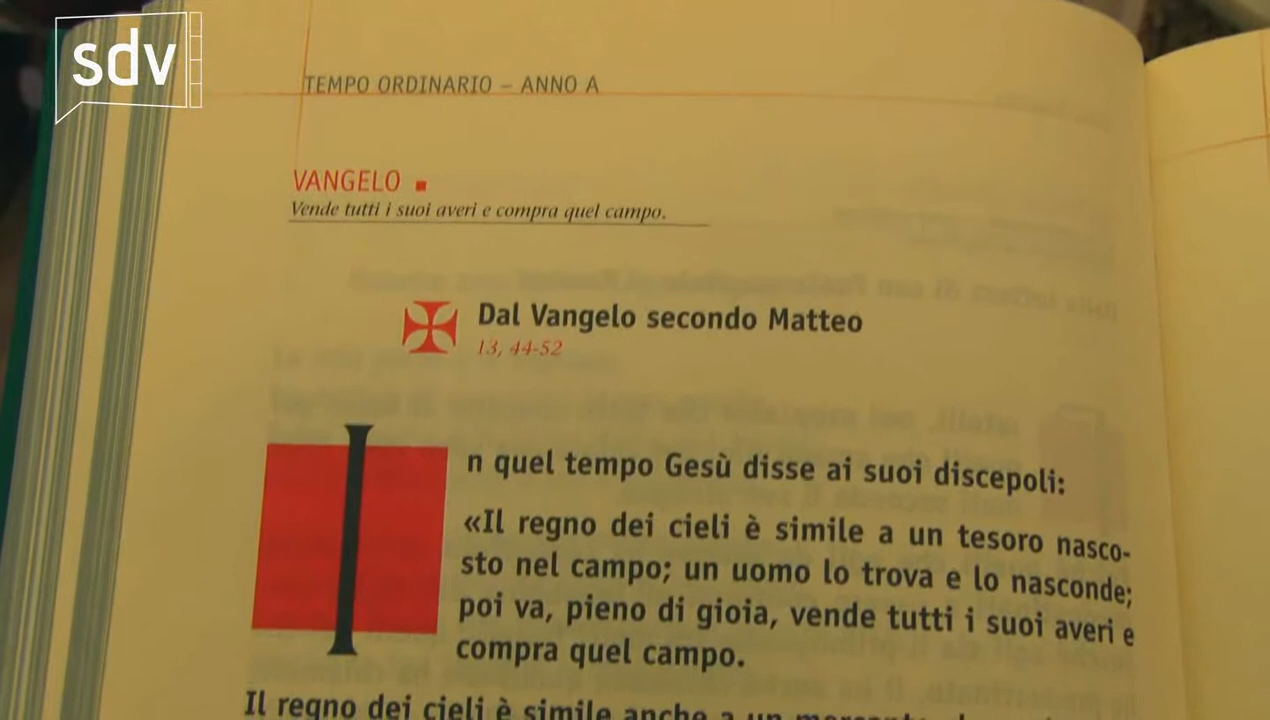 sdv
TEMPO ORDINARIO – ANNO A
VANGELO
Vende tutti i suoi averi e compra quel campo.
Dal Vangelo secondo Matteo
13, 44-52
In quel tempo Gesù disse ai suoi discepoli:
«Il regno dei cieli è simile a un tesoro nasco-
sto nel campo; un uomo lo trova e lo nasconde;
poi va, pieno di gioia, vende tutti i suoi averi e
compra quel campo.
Il regno dei cieli è simile anche a un